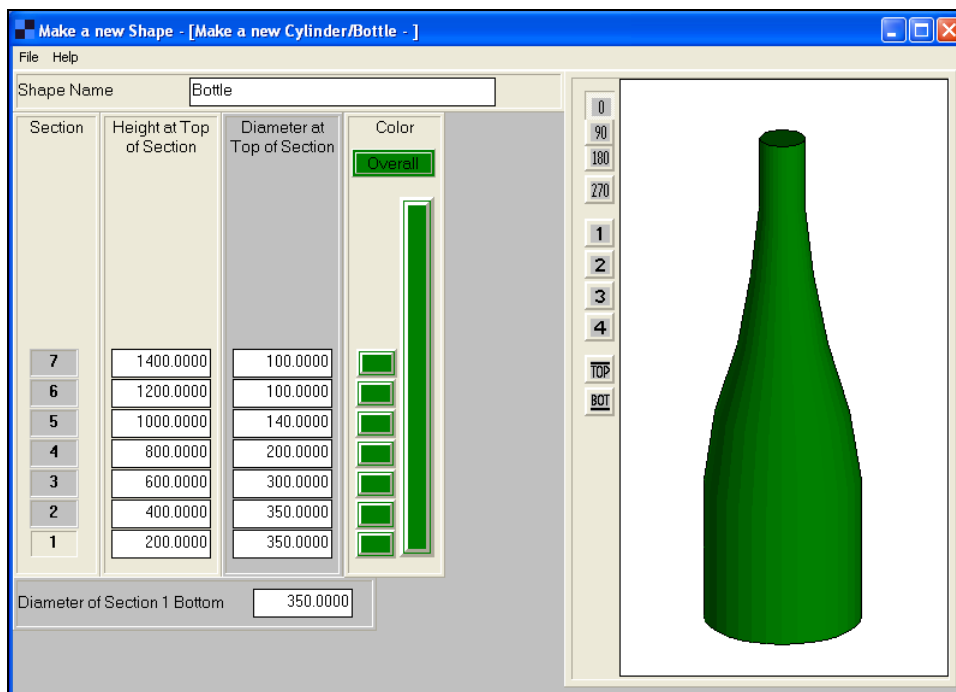 Make a new Shape - [Make a new Cylinder/Bottle - ]
File Help
Shape Name Bottle
Section Height at Top of Section Diameter at Top of Section Color
Overall
7 1400.0000 100.0000
6 1200.0000 100.0000
5 1000.0000 140.0000
4 800.0000 200.0000
3 600.0000 300.0000
2 400.0000 350.0000
1 200.0000 350.0000
Diameter of Section 1 Bottom 350.0000
0
90
180
270
1
2
3
4
TOP
BOT